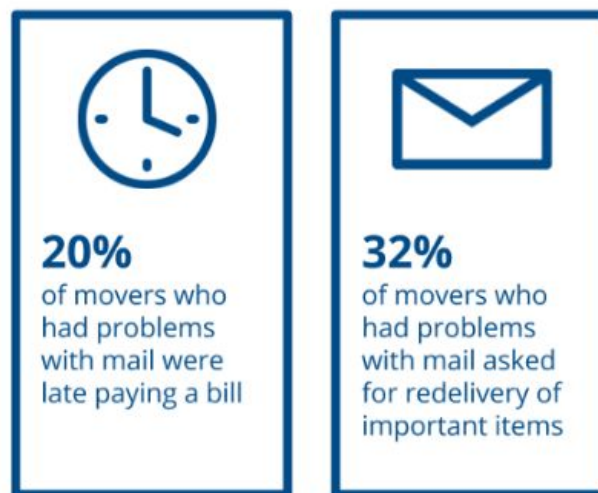 20%
of movers who
had problems
with mail were
late paying a bill
32%
of movers who
had problems
with mail asked
for redelivery of
important items